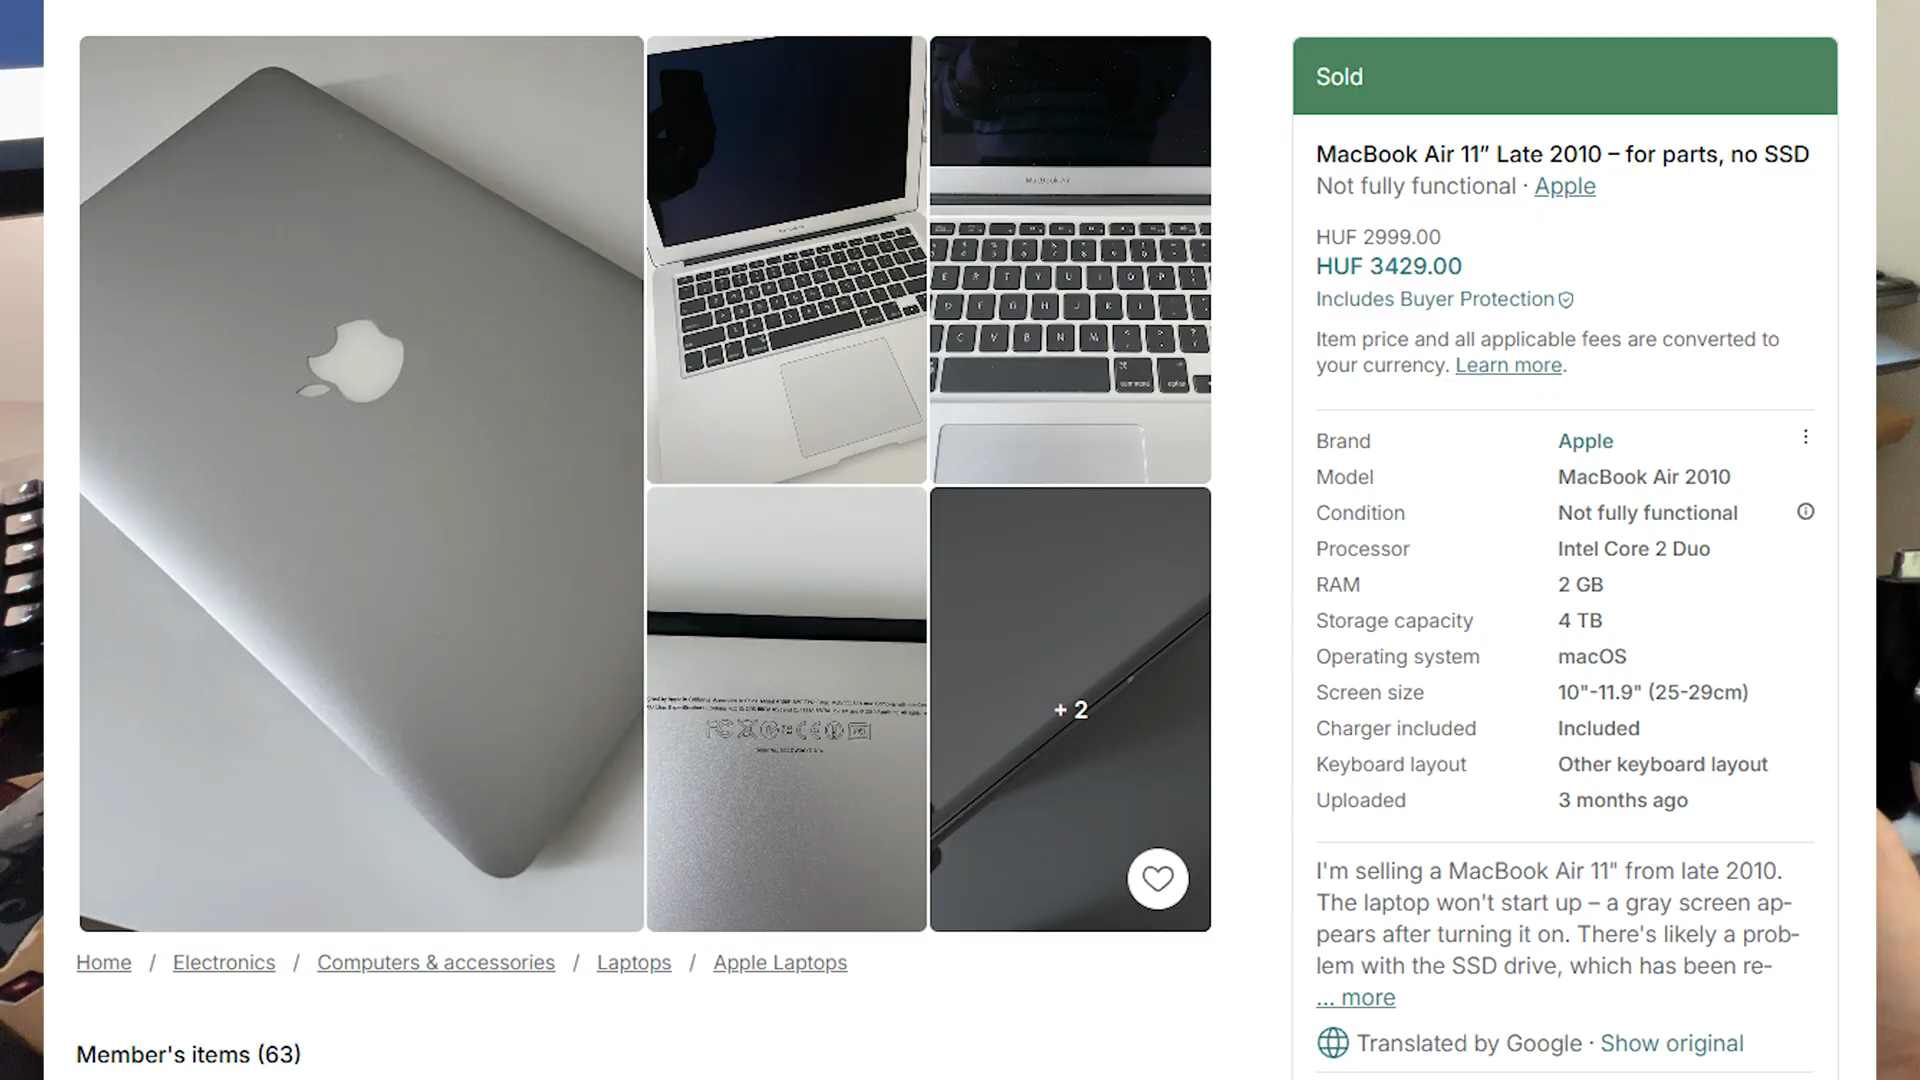 MacBook Air
command
option
+ 2
Home / Electronics / Computers & accessories / Laptops / Apple Laptops
Member's items (63)
Sold
MacBook Air 11” Late 2010 – for parts, no SSD
Not fully functional · Apple
HUF 2999.00
HUF 3429.00
Includes Buyer Protection
Item price and all applicable fees are converted to
your currency. Learn more.
Brand Apple
Model MacBook Air 2010
Condition Not fully functional
Processor Intel Core 2 Duo
RAM 2 GB
Storage capacity 4 TB
Operating system macOS
Screen size 10"-11.9" (25-29cm)
Charger included Included
Keyboard layout Other keyboard layout
Uploaded 3 months ago
I'm selling a MacBook Air 11" from late 2010.
The laptop won't start up – a gray screen ap-
pears after turning it on. There's likely a prob-
lem with the SSD drive, which has been re-
... more
Translated by Google · Show original